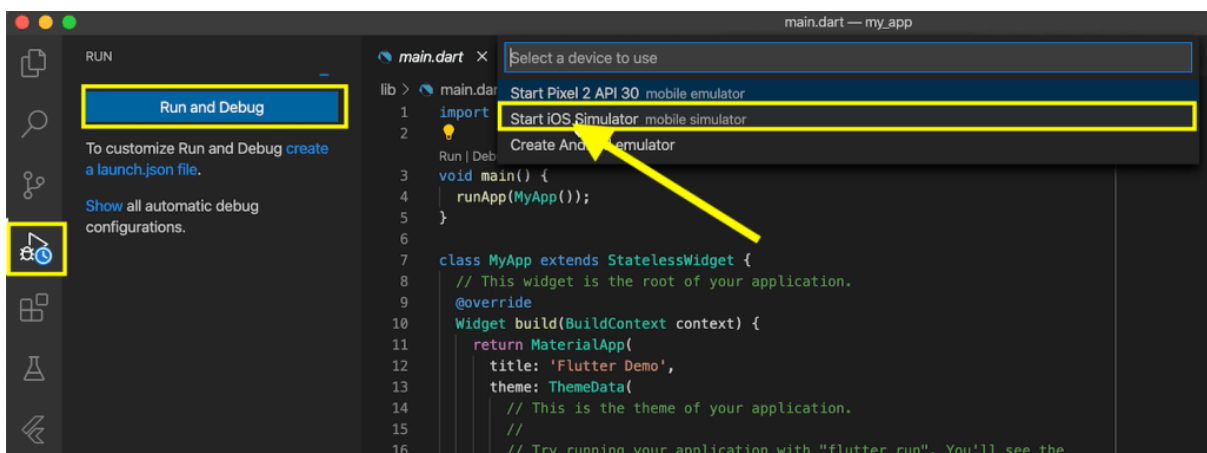 main.dart — my_app
RUN
Run and Debug
To customize Run and Debug create
a launch.json file.
Show all automatic debug
configurations.
main.dart ×
Select a device to use
Start Pixel 2 API 30 mobile emulator
Start iOS Simulator mobile simulator
Create emulator
lib >
1 import
2
Run |
3 void main() {
4 runApp(MyApp());
5 }
6
7 class MyApp extends StatelessWidget {
8 // This widget is the root of your application.
9 @override
10 Widget build(BuildContext context) {
11 return MaterialApp(
12 title: 'Flutter Demo',
13 theme: ThemeData(
14 // This is the theme of your application.
15 //
16 // Try running your application with "flutter run". You'll see the